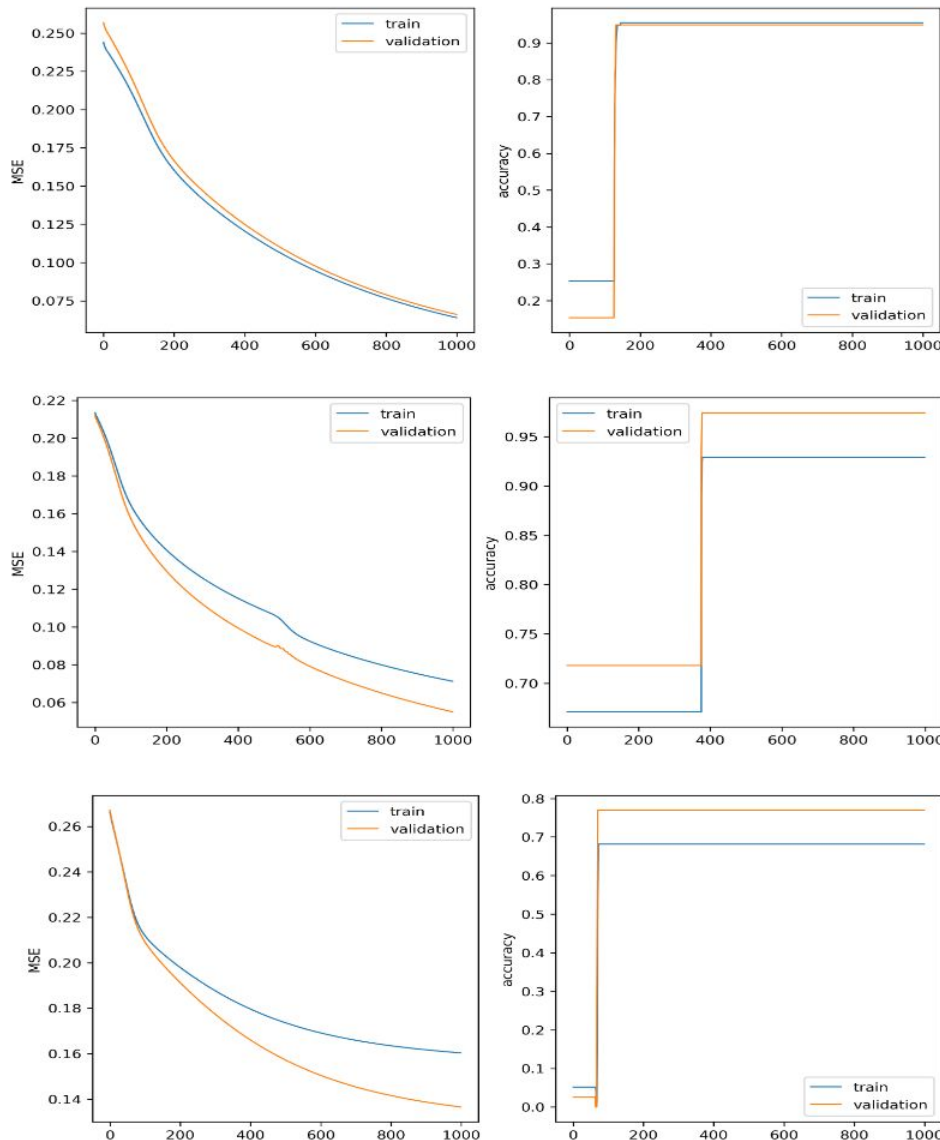 train
validation
MSE
0.250
0.225
0.200
0.175
0.150
0.125
0.100
0.075
0 200 400 600 800 1000
accuracy
0.9
0.8
0.7
0.6
0.5
0.4
0.3
0.2
train
validation
0 200 400 600 800 1000
train
validation
MSE
0.22
0.20
0.18
0.16
0.14
0.12
0.10
0.08
0.06
0 200 400 600 800 1000
train
validation
accuracy
0.95
0.90
0.85
0.80
0.75
0.70
0 200 400 600 800 1000
train
validation
MSE
0.26
0.24
0.22
0.20
0.18
0.16
0.14
0 200 400 600 800 1000
accuracy
0.8
0.7
0.6
0.5
0.4
0.3
0.2
0.1
0.0
train
validation
0 200 400 600 800 1000